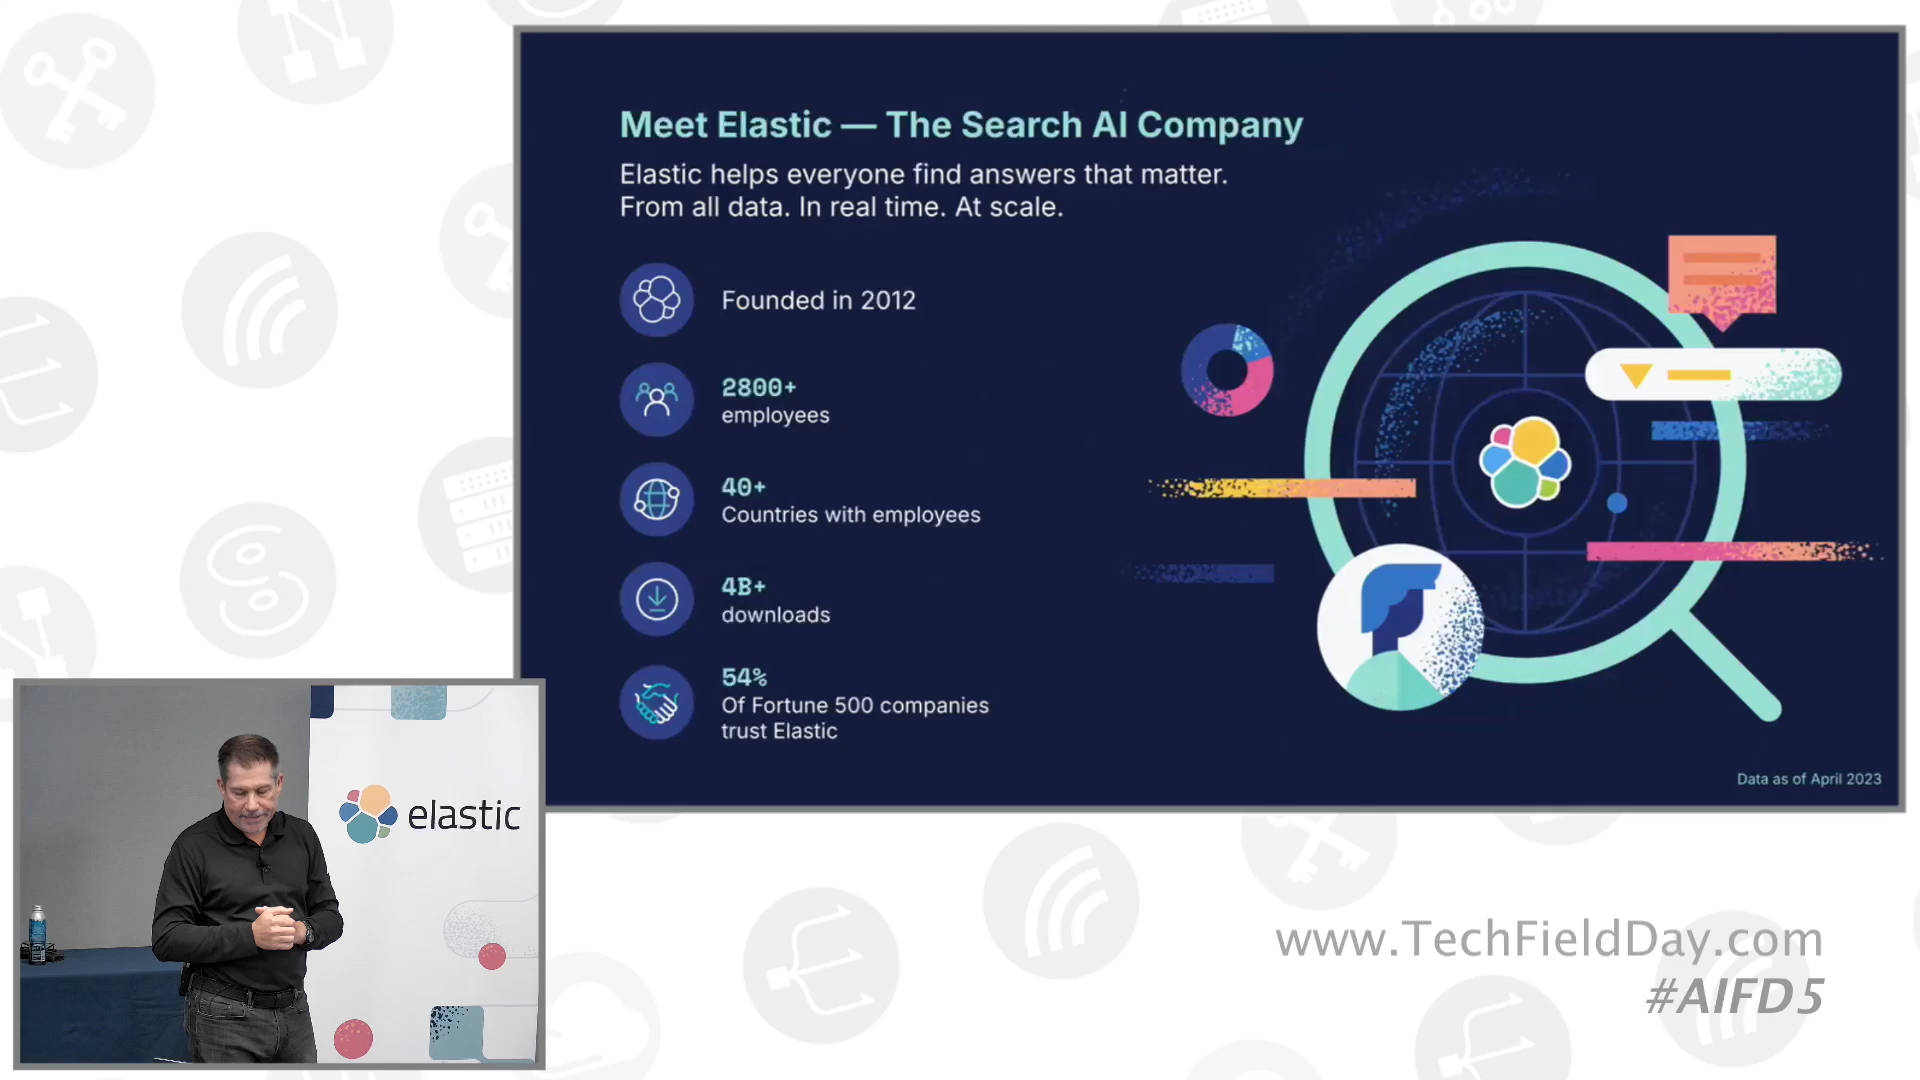 Meet Elastic — The Search AI Company
Elastic helps everyone find answers that matter.
From all data. In real time. At scale.
Founded in 2012
2800+
employees
40+
Countries with employees
4B+
downloads
54%
Of Fortune 500 companies
trust Elastic
Data as of April 2023
elastic
www.TechFieldDay.com
#AIFD5